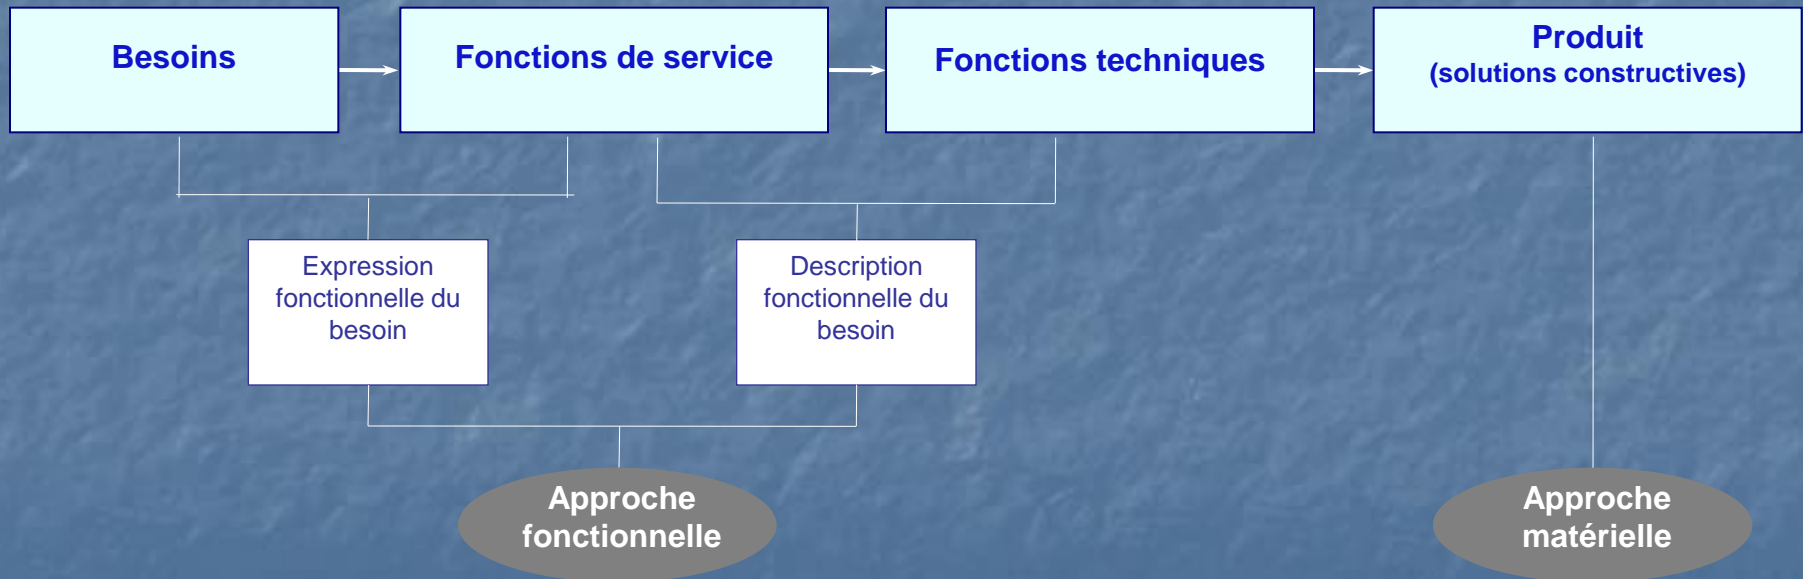 Besoins
Fonctions de service
Fonctions techniques
Produit
(solutions constructives)
Expression
fonctionnelle du
besoin
Description
fonctionnelle du
besoin
Approche
fonctionnelle
Approche
matérielle